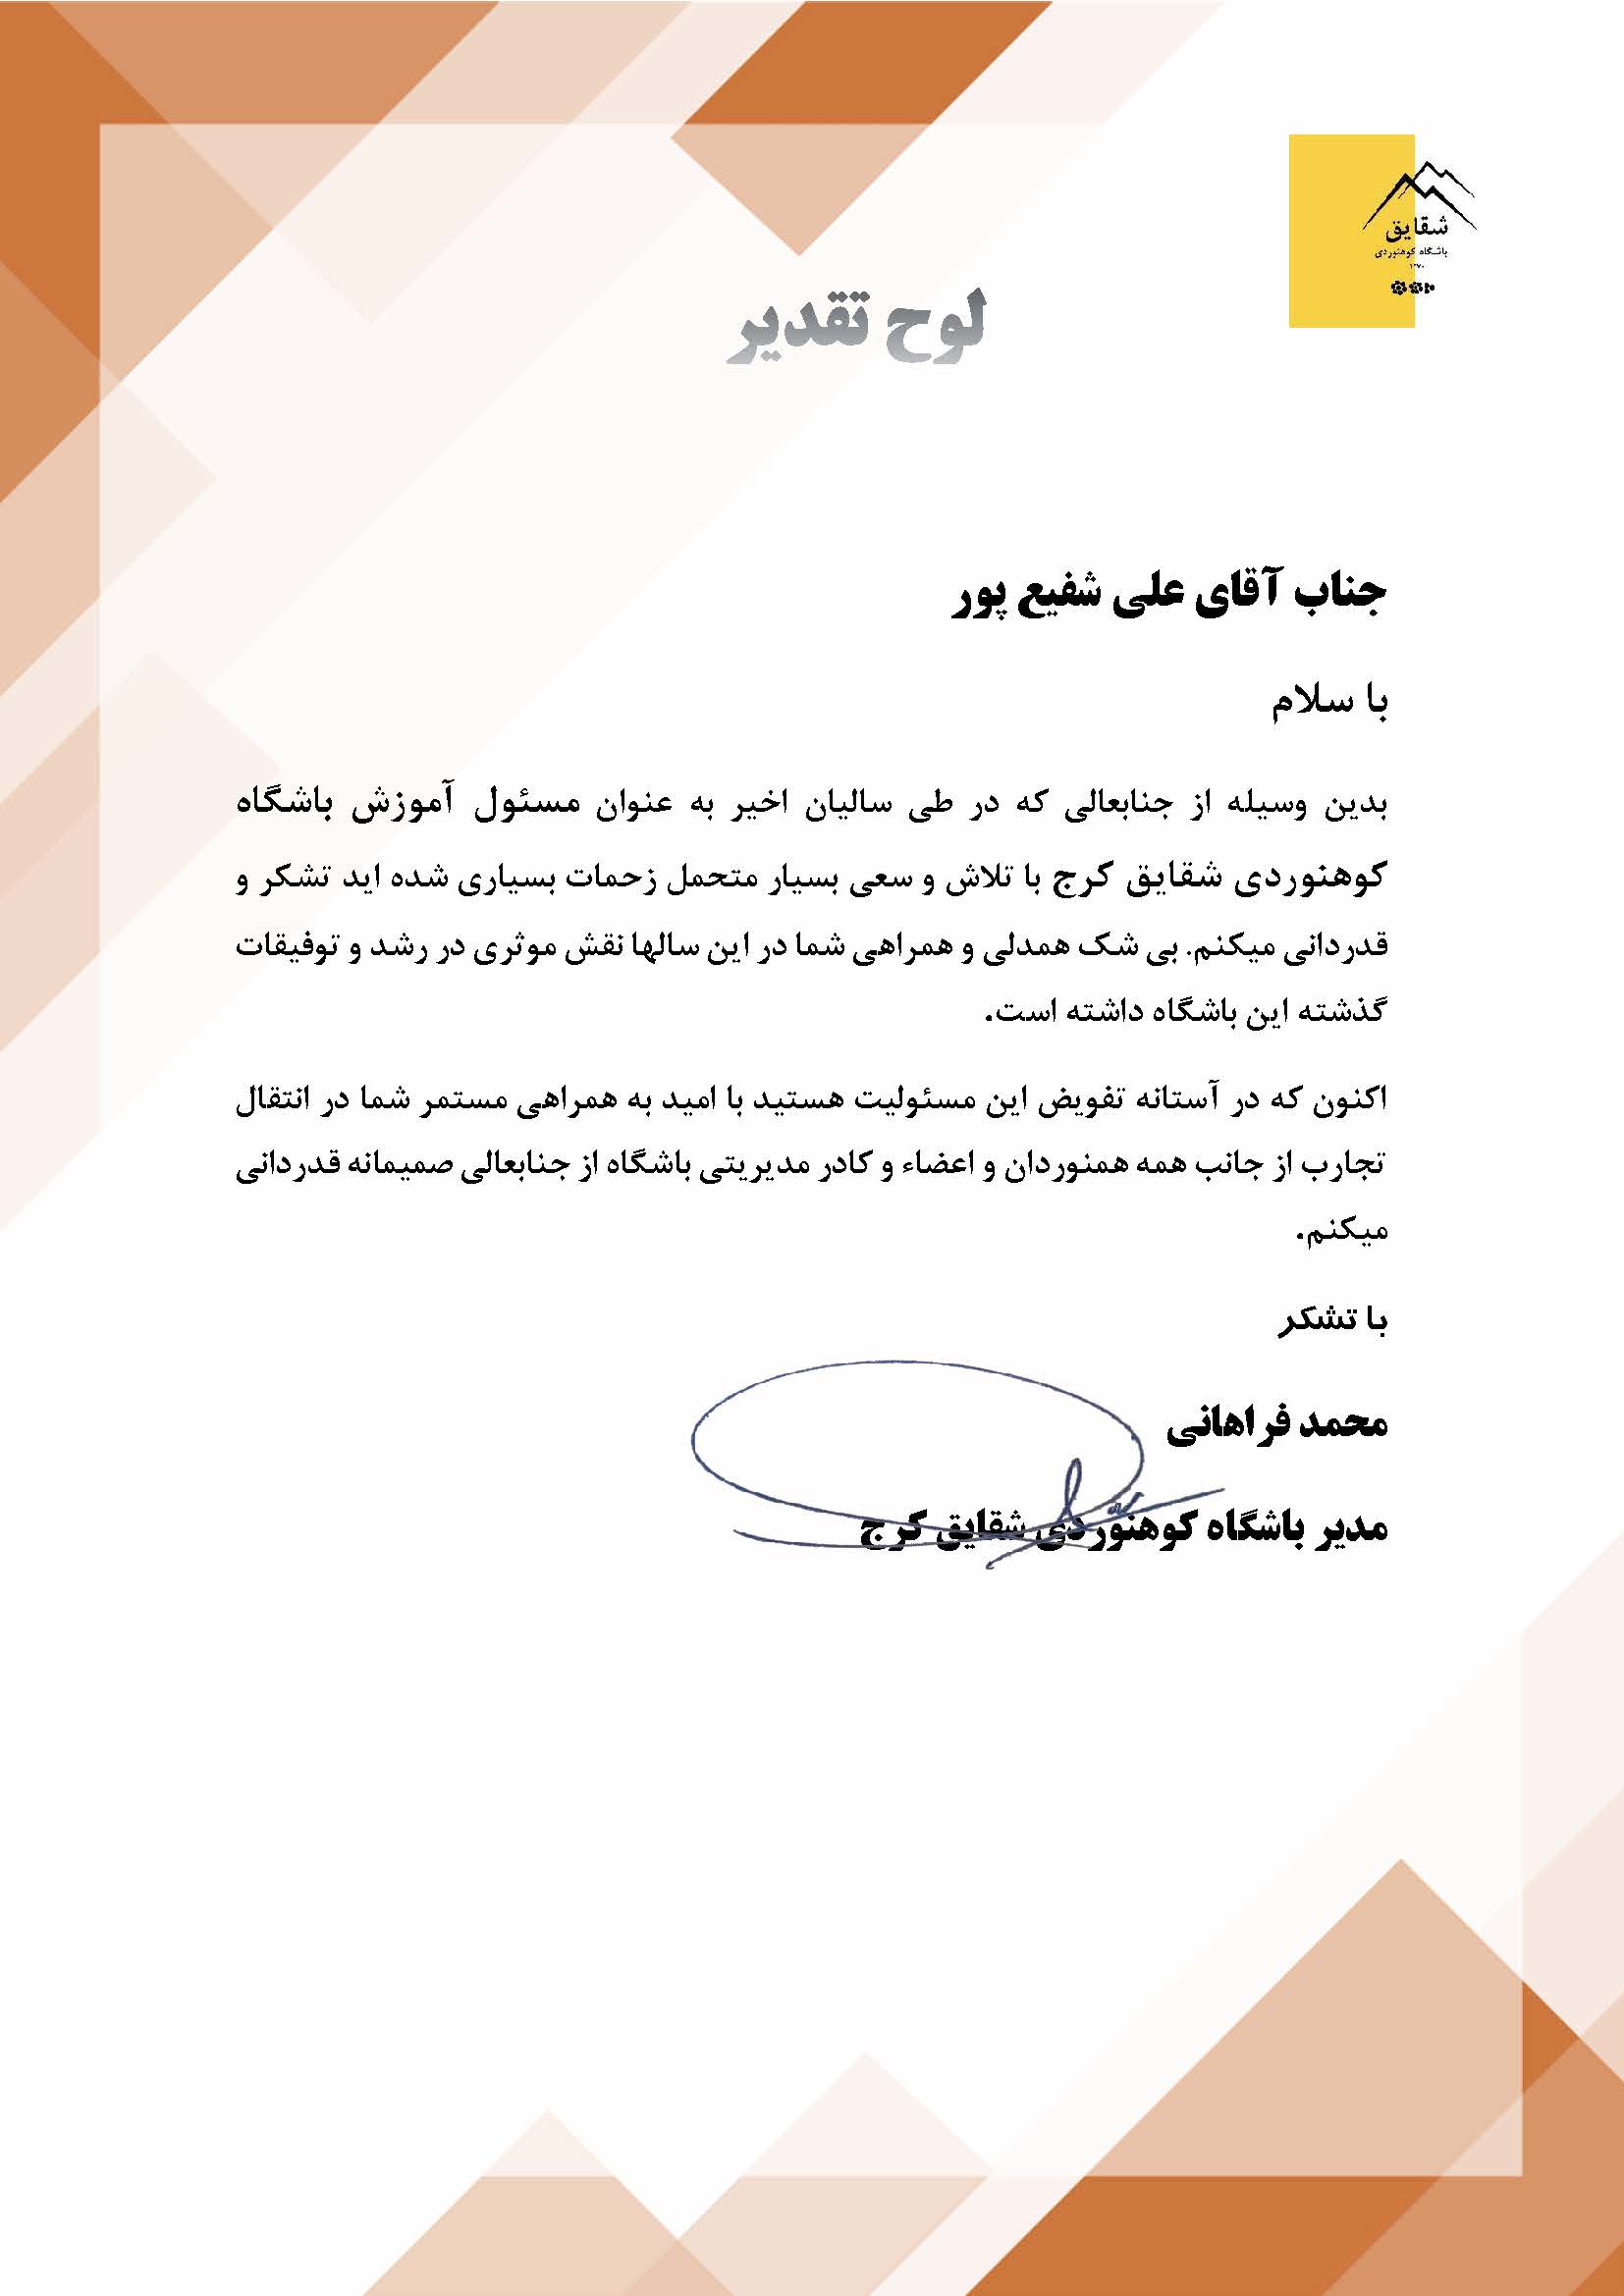 شقایق
باشگاه کوهنوردی
۱۳۷۰
لوح تقدیر
جناب آقای علی شفیع پور
با سلام
بدین وسیله از جنابعالی که در طی سالیان اخیر به عنوان مسئول آموزش باشگاه
کوهنوردی شقایق کرج با تلاش و سعی بسیار متحمل زحمات بسیاری شده اید تشکر و
قدردانی میکنم. بی شک همدلی و همراهی شما در این سالها نقش موثری در رشد و توفیقات
گذشته این باشگاه داشته است.
اکنون که در آستانه تفویض این مسئولیت هستید با امید به همراهی مستمر شما در انتقال
تجارب از جانب همه همنوردان و اعضاء و کادر مدیریتی باشگاه از جنابعالی صمیمانه قدردانی
میکنم.
با تشکر
محمد فراهانی
مدیر باشگاه کوهنوردی شقایق کرج